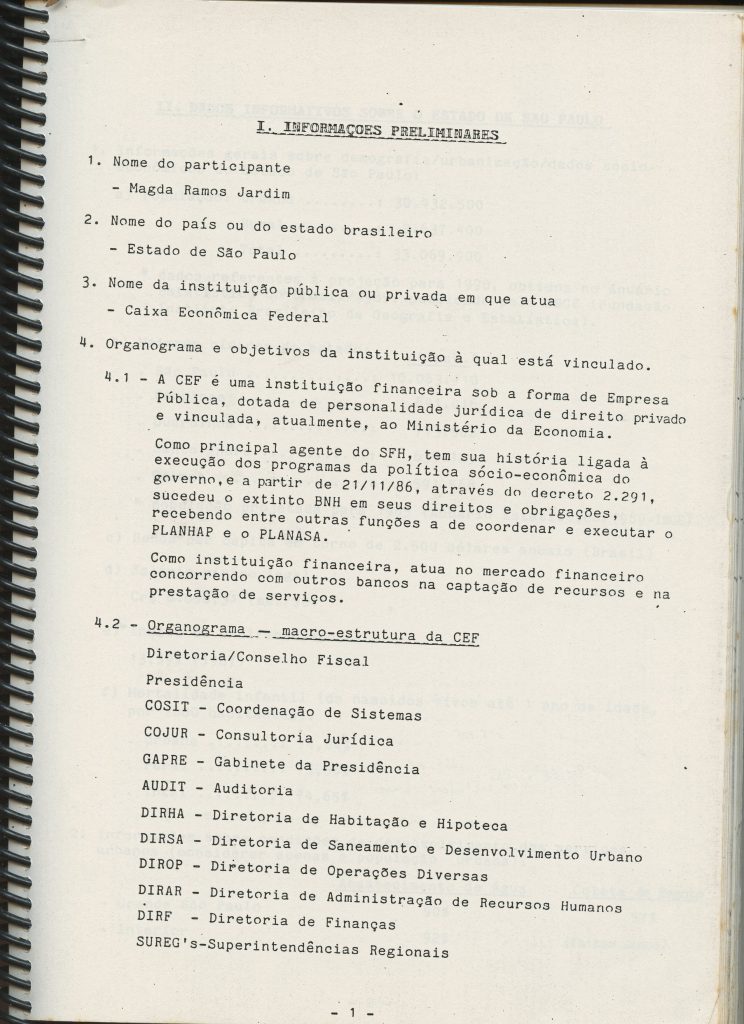 I. INFORMAÇOES PRELIMINARES
1. Nome do participante
- Magda Ramos Jardim
2. Nome do país ou do estado brasileiro
- Estado de São Paulo
3. Nome da instituição pública ou privada em que atua
- Caixa Econômica Federal
4. Organograma e objetivos da instituição à qual está vinculado.
4.1 - A CEF é uma instituição financeira sob a forma de Empresa
Pública, dotada de personalidade jurídica de direito privado
e vinculada, atualmente, ao Ministério da Economia.
Como principal agente do SFH, tem sua história ligada à
execução dos programas da política sócio-econômica do
governo,e a partir de 21/11/86, através do decreto 2.291,
sucedeu o extinto BNH em seus direitos e obrigações,
recebendo entre outras funções a de coordenar e executar o
PLANHAP e o PLANASA.
Como instituição financeira, atua no mercado financeiro
concorrendo com outros bancos na captação de recursos e na
prestação de serviços.
4.2 - Organograma — macro-estrutura da CEF
Diretoria/Conselho Fiscal
Presidência
COSIT - Coordenação de Sistemas
COJUR - Consultoria Jurídica
GAPRE - Gabinete da Presidência
AUDIT - Auditoria
DIRHA - Diretoria de Habitação e Hipoteca
DIRSA - Diretoria de Saneamento e Desenvolvimento Urbano
DIROP - Diretoria de Operações Diversas
DIRAR - Diretoria de Administração de Recursos Humanos
DIRF - Diretoria de Finanças
SUREG's-Superintendências Regionais
- 1 -